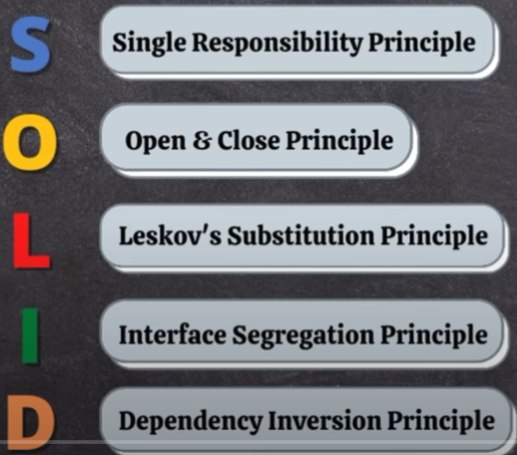 S Single Responsibility Principle
O Open & Close Principle
L Leskov's Substitution Principle
I Interface Segregation Principle
D Dependency Inversion Principle